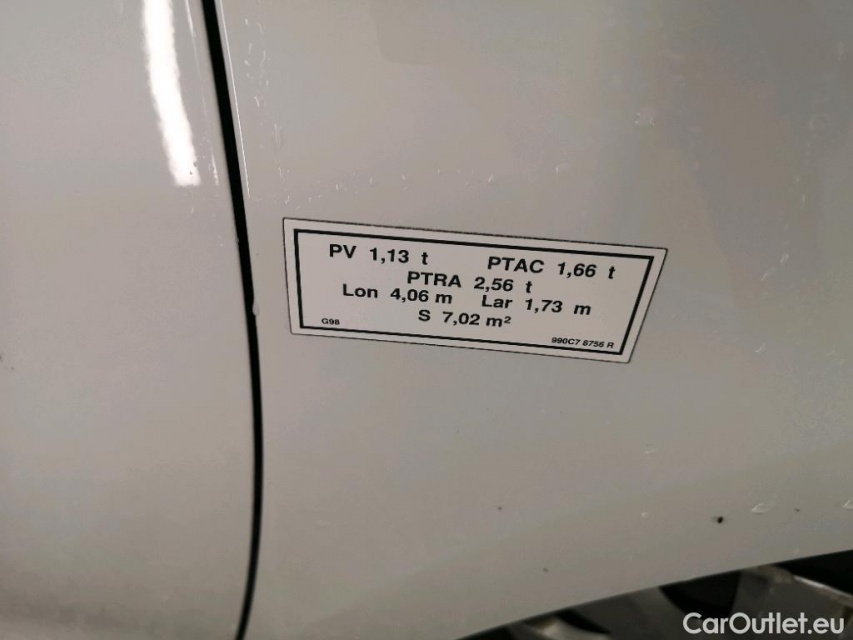 PV 1,13 t PTAC 1,66 t
PTRA 2,56 t
Lon 4,06 m Lar 1,73 m
S 7,02 m²
G98 990C7 8756 R
CarOutlet.eu